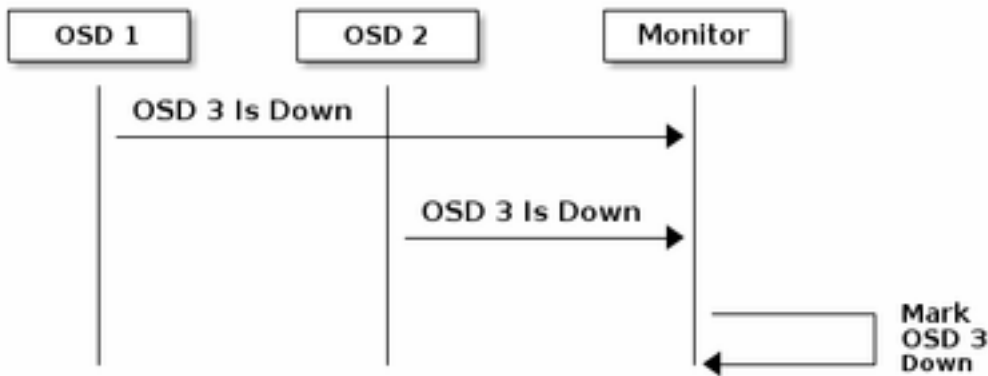 OSD 1
OSD 2
Monitor
OSD 3 Is Down
OSD 3 Is Down
Mark
OSD 3
Down